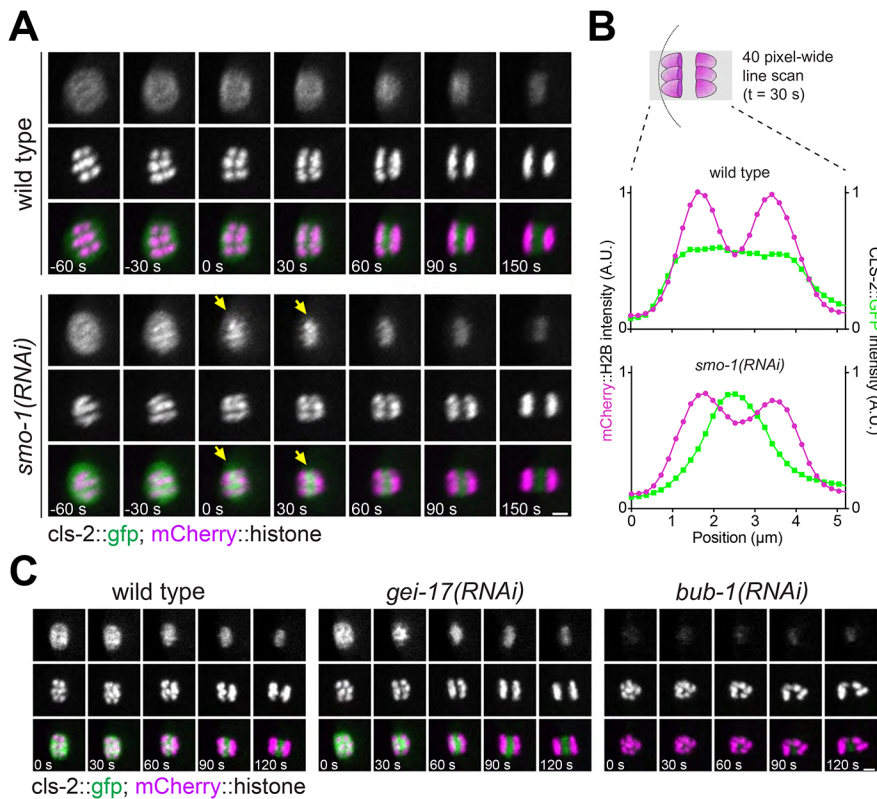 A
wild type
-60 s -30 s 0 s 30 s 60 s 90 s 150 s
smo-1(RNAi)
-60 s -30 s 0 s 30 s 60 s 90 s 150 s
cls-2::gfp; mCherry::histone
B
40 pixel-wide
line scan
(t = 30 s)
wild type
1 1
0 0
smo-1(RNAi)
1 1
0 0
0 1 2 3 4 5
Position (μm)
mCherry::H2B intensity (A.U.)
CLS-2::GFP intensity (A.U.)
C
wild type gei-17(RNAi) bub-1(RNAi)
0 s 30 s 60 s 90 s 120 s 0 s 30 s 60 s 90 s 120 s 0 s 30 s 60 s 90 s 120 s
cls-2::gfp; mCherry::histone